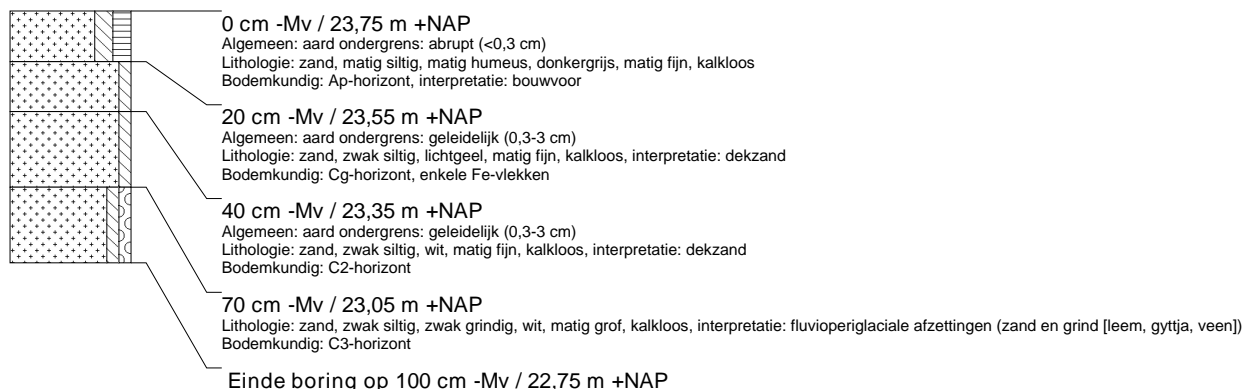 0 cm -Mv / 23,75 m +NAP
Algemeen: aard ondergrens: abrupt (<0,3 cm)
Lithologie: zand, matig siltig, matig humeus, donkergrijs, matig fijn, kalkloos
Bodemkundig: Ap-horizont, interpretatie: bouwvoor
20 cm -Mv / 23,55 m +NAP
Algemeen: aard ondergrens: geleidelijk (0,3-3 cm)
Lithologie: zand, zwak siltig, lichtgeel, matig fijn, kalkloos, interpretatie: dekzand
Bodemkundig: Cg-horizont, enkele Fe-vlekken
40 cm -Mv / 23,35 m +NAP
Algemeen: aard ondergrens: geleidelijk (0,3-3 cm)
Lithologie: zand, zwak siltig, wit, matig fijn, kalkloos, interpretatie: dekzand
Bodemkundig: C2-horizont
70 cm -Mv / 23,05 m +NAP
Lithologie: zand, zwak siltig, zwak grindig, wit, matig grof, kalkloos, interpretatie: fluvioperiglaciale afzettingen (zand en grind [leem, gyttja, veen])
Bodemkundig: C3-horizont
Einde boring op 100 cm -Mv / 22,75 m +NAP